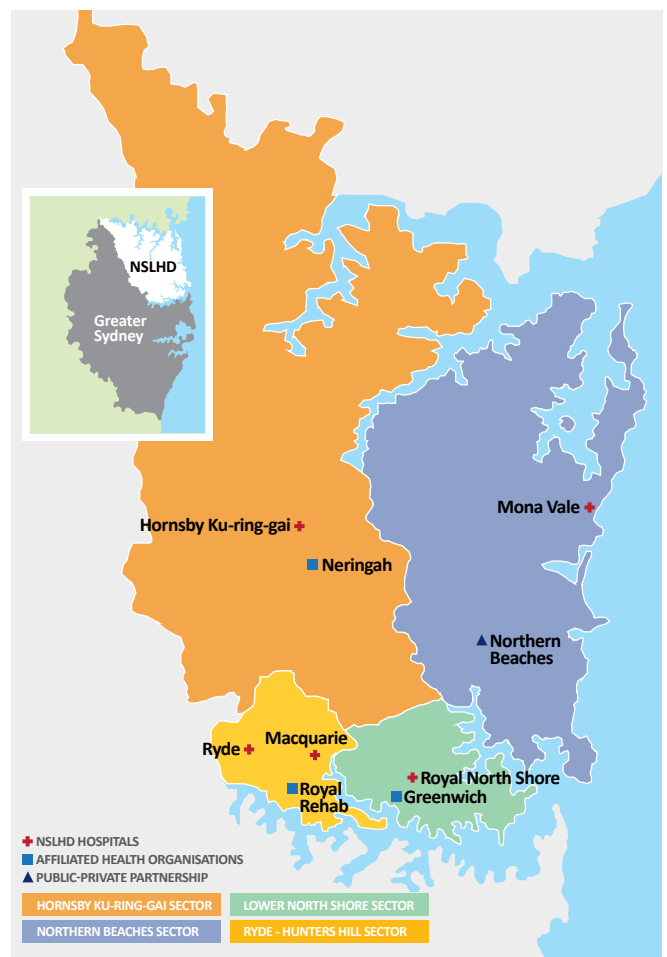 NSLHD
Greater
Sydney
Mona Vale
Hornsby Ku-ring-gai
Neringah
Northern
Beaches
Macquarie
Ryde
Royal North Shore
Royal
Rehab
Greenwich
NSLHD HOSPITALS
AFFILIATED HEALTH ORGANISATIONS
PUBLIC-PRIVATE PARTNERSHIP
HORNSBY KU-RING-GAI SECTOR
LOWER NORTH SHORE SECTOR
NORTHERN BEACHES SECTOR
RYDE - HUNTERS HILL SECTOR